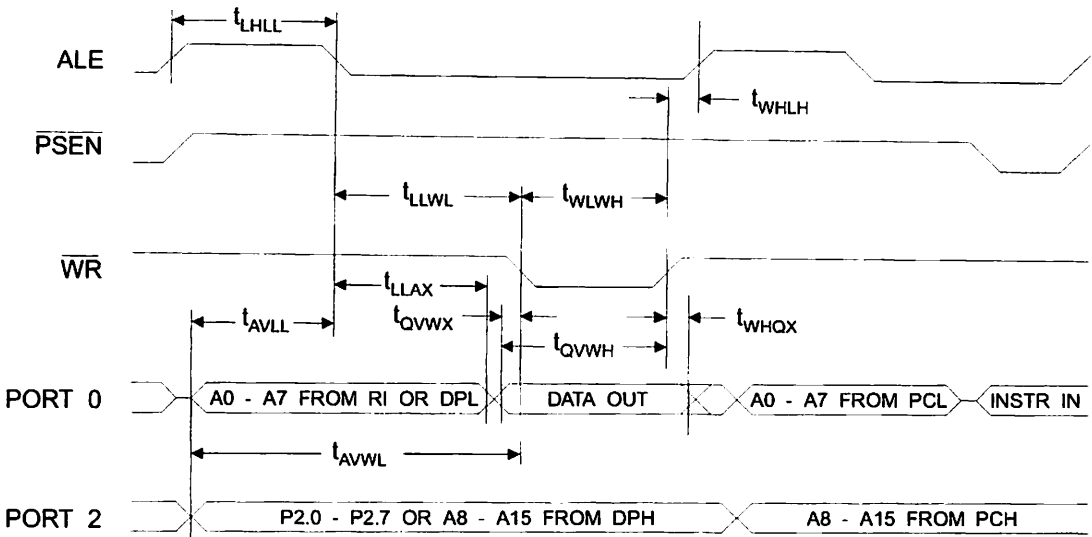 t_LHLL
ALE
t_WHLH
PSEN
t_LLWL t_WLWH
WR
t_LLAX
t_AVLL t_QVWX t_WHQX
t_QVWH
PORT 0 A0 - A7 FROM RI OR DPL DATA OUT A0 - A7 FROM PCL INSTR IN
t_AVWL
PORT 2 P2.0 - P2.7 OR A8 - A15 FROM DPH A8 - A15 FROM PCH